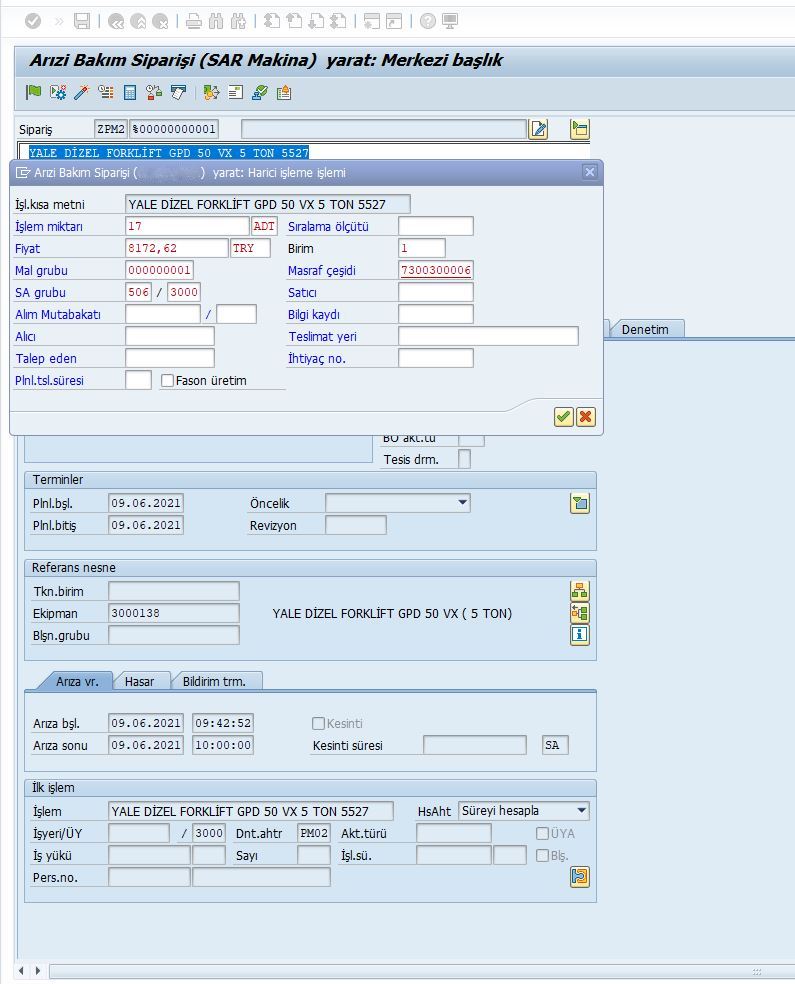 Arızi Bakım Siparişi (SAR Makina) yarat: Merkezi başlık
Sipariş ZPM2 %00000000001
YALE DİZEL FORKLİFT GPD 50 VX 5 TON 5527
Arızi Bakım Siparişi ( ) yarat: Harici işleme işlemi
İşl.kısa metni YALE DİZEL FORKLİFT GPD 50 VX 5 TON 5527
İşlem miktarı 17 ADT Sıralama ölçütü
Fiyat 8172,62 TRY Birim 1
Mal grubu 000000001 Masraf çeşidi 7300300006
SA grubu 506 / 3000 Satıcı
Alım Mutabakatı / Bilgi kaydı
Alıcı Teslimat yeri
Talep eden İhtiyaç no.
Plnl.tsl.süresi Fason üretim
Denetim
BO akt.tü
Tesis drm.
Terminler
Plnl.bşl. 09.06.2021 Öncelik
Plnl.bitiş 09.06.2021 Revizyon
Referans nesne
Tkn.birim
Ekipman 3000138 YALE DİZEL FORKLİFT GPD 50 VX ( 5 TON)
Blşn.grubu
Arıza vr. Hasar Bildirim trm.
Arıza bşl. 09.06.2021 09:42:52 Kesinti
Arıza sonu 09.06.2021 10:00:00 Kesinti süresi SA
İlk işlem
İşlem YALE DİZEL FORKLİFT GPD 50 VX 5 TON 5527 HsAht Süreyi hesapla
İşyeri/ÜY / 3000 Dnt.ahtr PM02 Akt.türü ÜYA
İş yükü Sayı İşl.sü. Blş.
Pers.no.